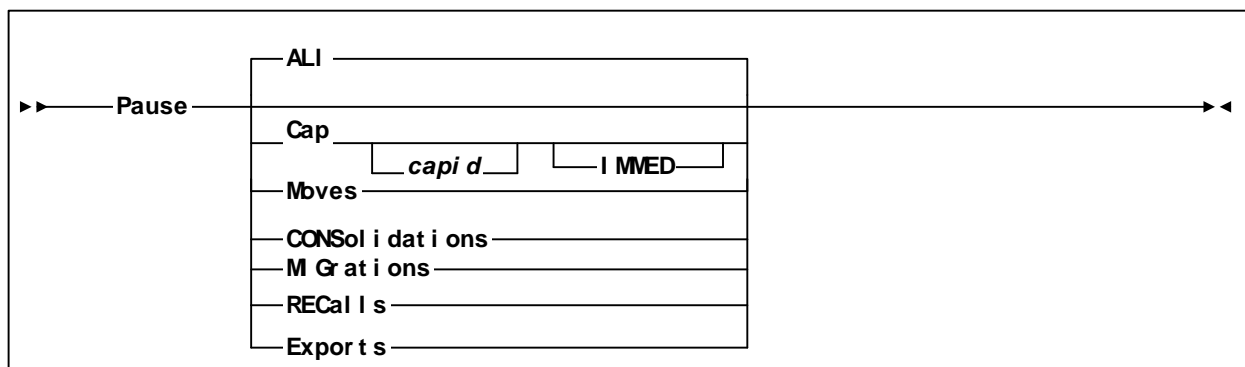 ALl
Pause
Cap
capid
IMMED
Moves
CONSolidations
MIGrations
RECalls
Exports